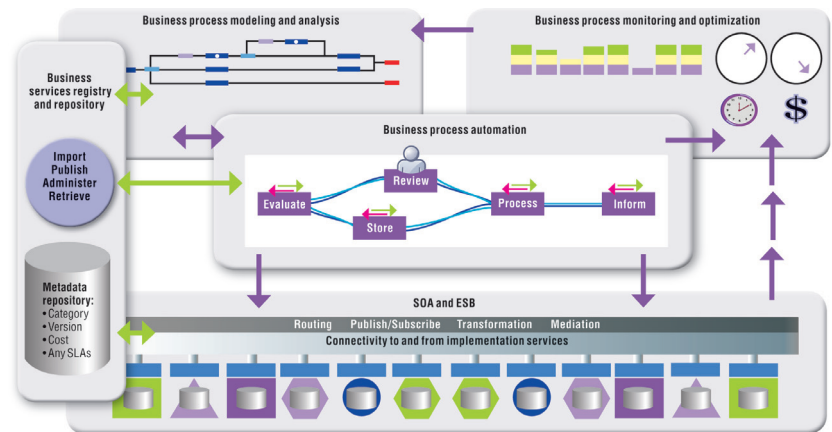 Business process modeling and analysis
Business process monitoring and optimization
Business
services registry
and repository
$
Import
Publish
Administer
Retrieve
Business process automation
Review
Evaluate
Process
Inform
Store
Metadata
repository:
• Category
• Version
• Cost
• Any SLAs
SOA and ESB
Routing Publish/Subscribe Transformation Mediation
Connectivity to and from implementation services